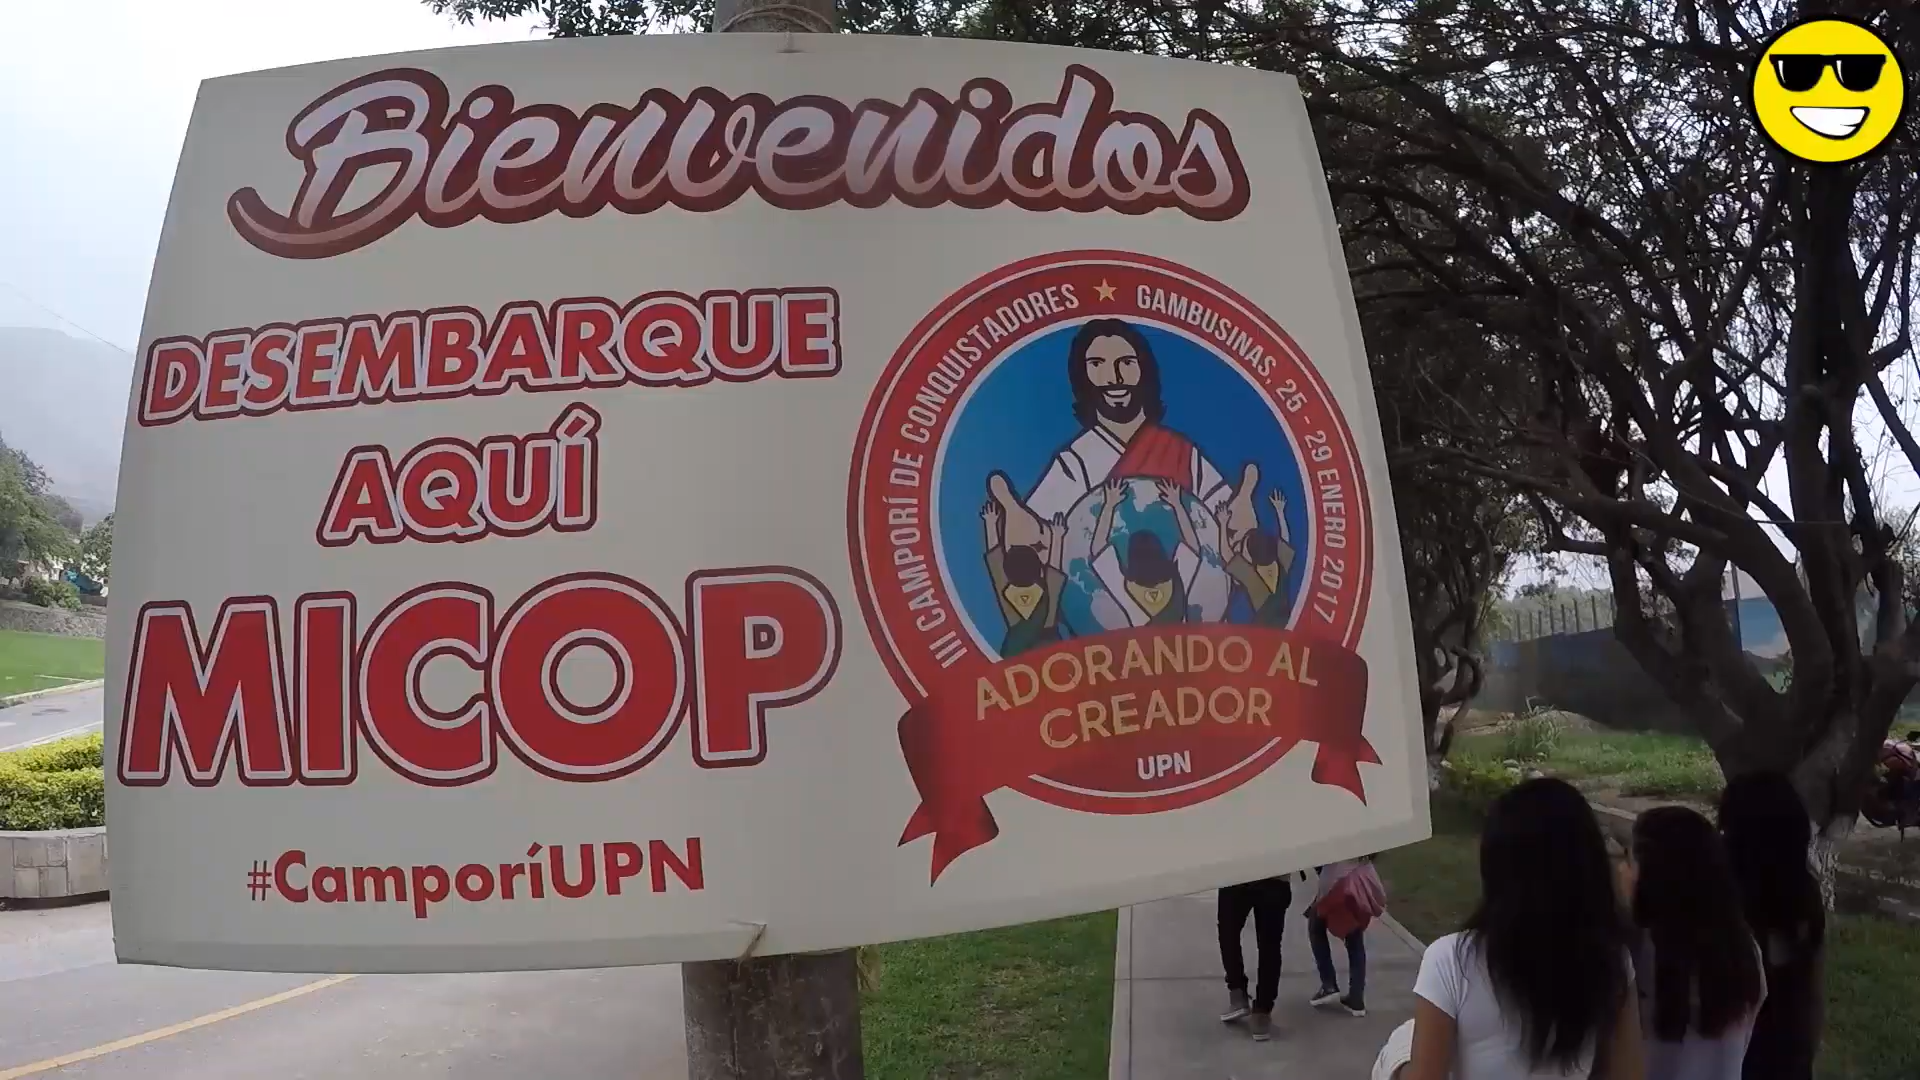 Bienvenidos
DESEMBARQUE
AQUÍ
MICOP
D
#CamporíUPN
III CAMPORÍ DE CONQUISTADORES ★ GAMBUSINAS, 25 - 29 ENERO 2017
ADORANDO AL
CREADOR
UPN